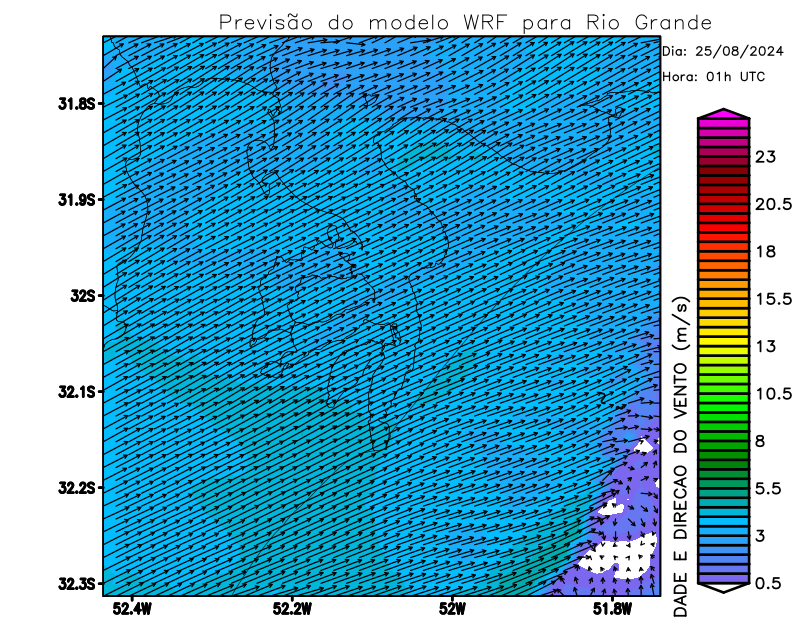 Previsão do modelo WRF para Rio Grande
Dia: 25/08/2024
Hora: 01h UTC
31.8S
31.9S
32S
32.1S
32.2S
32.3S
52.4W
52.2W
52W
51.8W
23
20.5
18
15.5
13
10.5
8
5.5
3
0.5
DADE E DIRECAO DO VENTO (m/s)